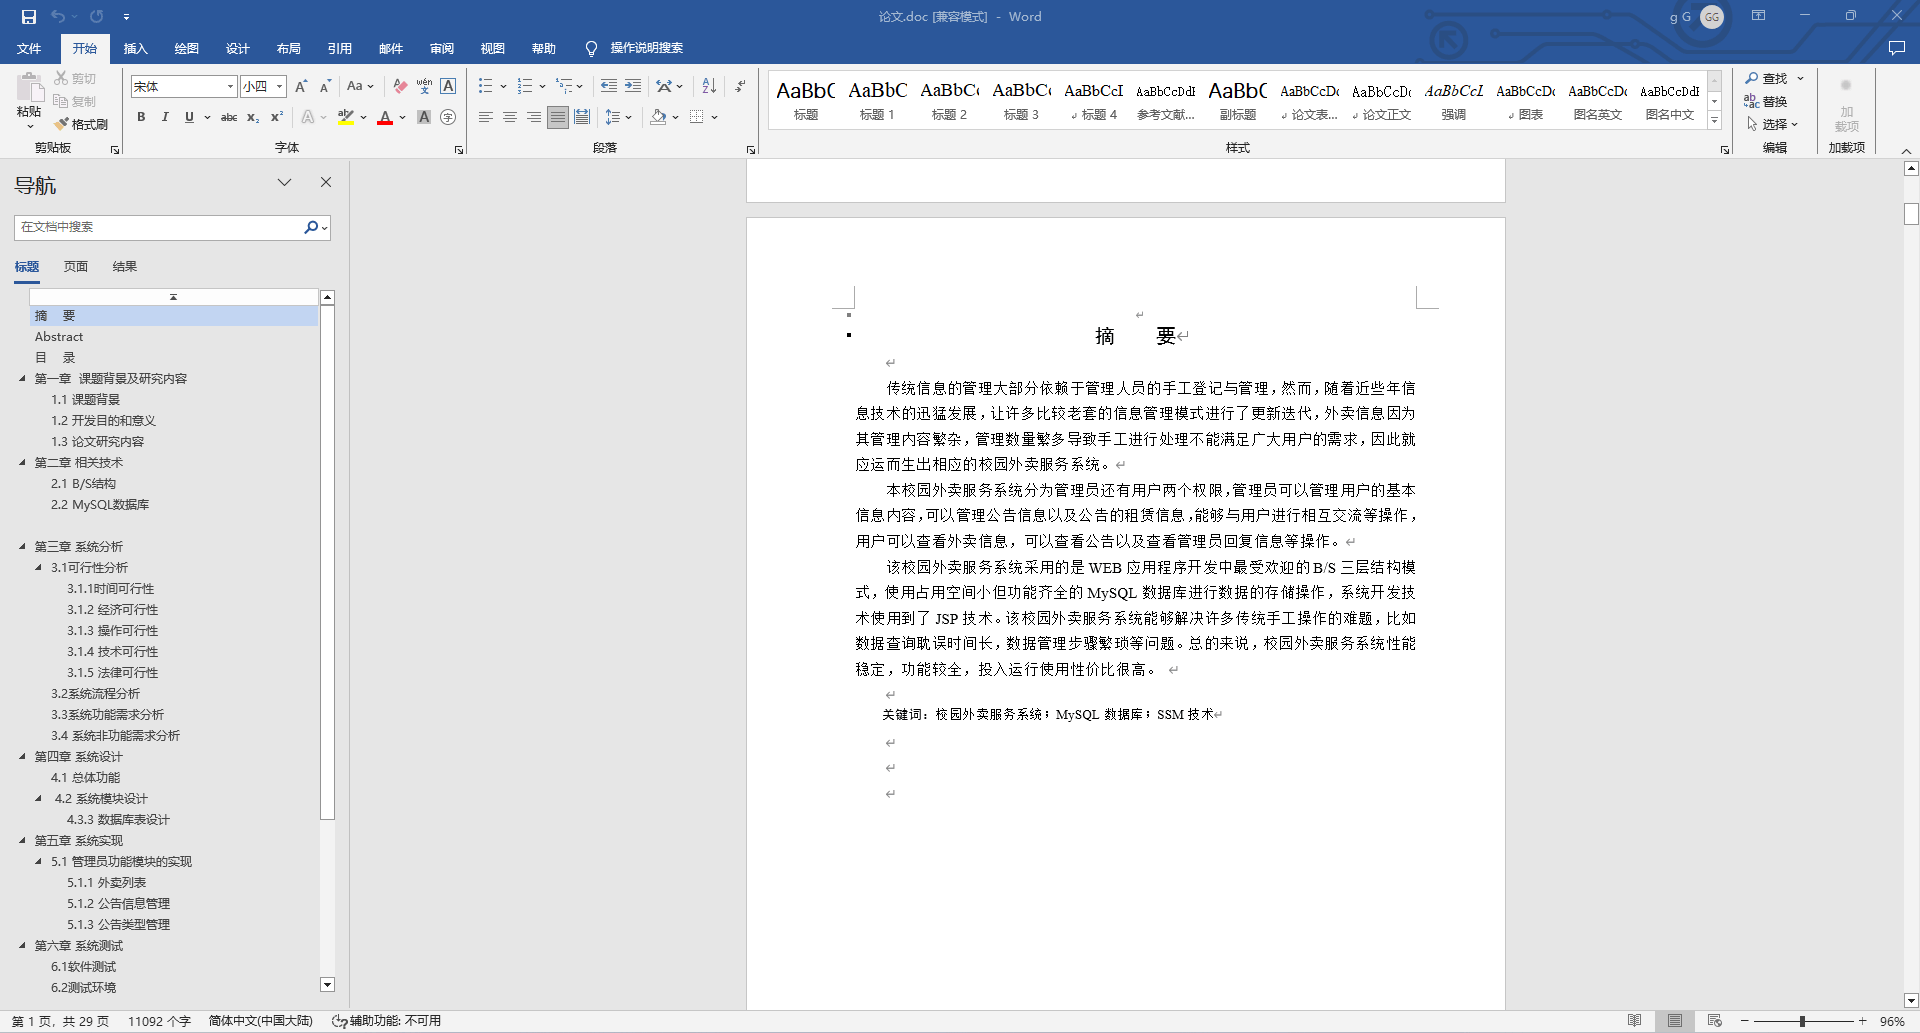 论文.doc [兼容模式] - Word
g G GG
文件 开始 插入 绘图 设计 布局 引用 邮件 审阅 视图 帮助 操作说明搜索
粘贴 剪切 复制 格式刷 剪贴板
宋体 小四 字体
段落
AaBbC 标题 AaBbC 标题 1 AaBbCc 标题 2 AaBbCc 标题 3 AaBbCcI 标题 4 AaBbCcDdE 参考文献... AaBbC 副标题 AaBbCcDc 论文表... AaBbCcDc 论文正文 AaBbCcL 强调 AaBbCcDc 图表 AaBbCcDc 图名英文 AaBbCcDdE 图名中文
样式
查找 替换 选择 编辑
加载项 加载项
导航
在文档中搜索
标题 页面 结果
摘 要
Abstract
目 录
第一章 课题背景及研究内容
1.1 课题背景
1.2 开发目的和意义
1.3 论文研究内容
第二章 相关技术
2.1 B/S结构
2.2 MySQL数据库
第三章 系统分析
3.1可行性分析
3.1.1时间可行性
3.1.2 经济可行性
3.1.3 操作可行性
3.1.4 技术可行性
3.1.5 法律可行性
3.2系统流程分析
3.3系统功能需求分析
3.4 系统非功能需求分析
第四章 系统设计
4.1 总体功能
4.2 系统模块设计
4.3.3 数据库表设计
第五章 系统实现
5.1 管理员功能模块的实现
5.1.1 外卖列表
5.1.2 公告信息管理
5.1.3 公告类型管理
第六章 系统测试
6.1软件测试
6.2测试环境
摘 要
传统信息的管理大部分依赖于管理人员的手工登记与管理，然而，随着近些年信
息技术的迅猛发展，让许多比较老套的信息管理模式进行了更新迭代，外卖信息因为
其管理内容繁杂，管理数量繁多导致手工进行处理不能满足广大用户的需求，因此就
应运而生出相应的校园外卖服务系统。
本校园外卖服务系统分为管理员还有用户两个权限，管理员可以管理用户的基本
信息内容，可以管理公告信息以及公告的租赁信息，能够与用户进行相互交流等操作，
用户可以查看外卖信息，可以查看公告以及查看管理员回复信息等操作。
该校园外卖服务系统采用的是 WEB 应用程序开发中最受欢迎的 B/S 三层结构模
式，使用占用空间小但功能齐全的 MySQL 数据库进行数据的存储操作，系统开发技
术使用到了 JSP 技术。该校园外卖服务系统能够解决许多传统手工操作的难题，比如
数据查询耽误时间长，数据管理步骤繁琐等问题。总的来说，校园外卖服务系统性能
稳定，功能较全，投入运行使用性价比很高。
关键词：校园外卖服务系统；MySQL 数据库；SSM 技术
第 1 页，共 29 页 11092 个字 简体中文(中国大陆) 辅助功能: 不可用 96%